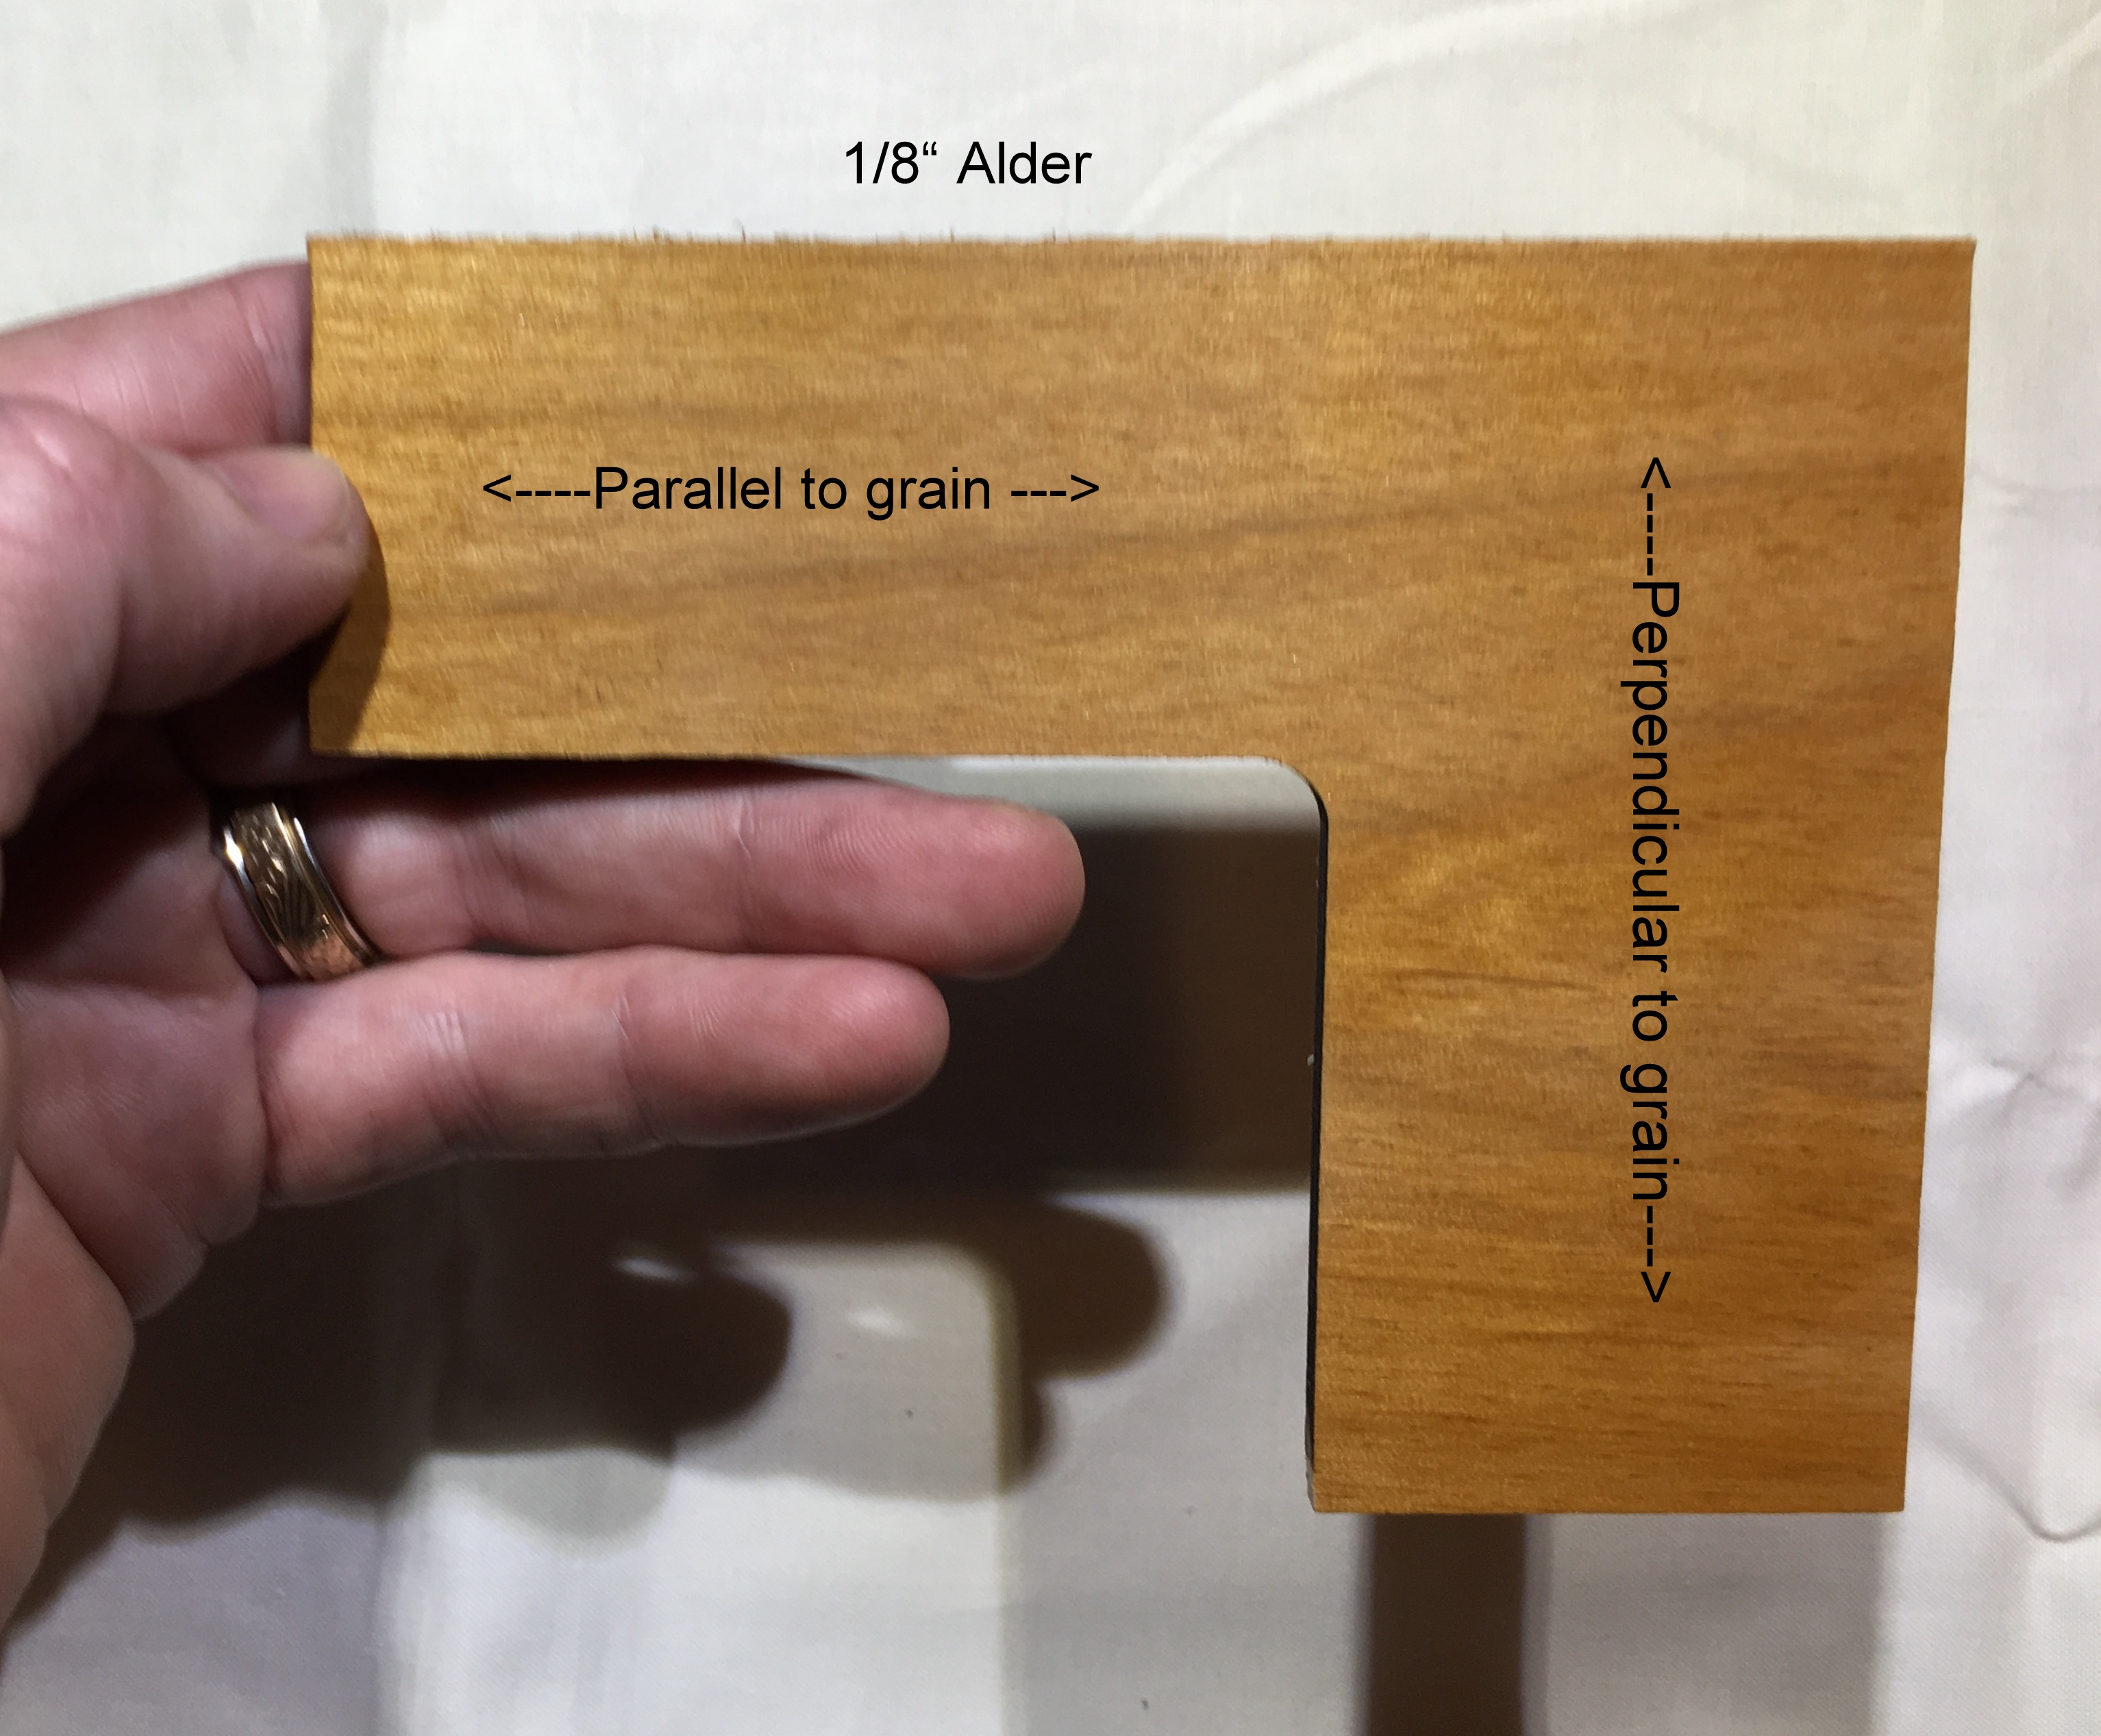 1/8“ Alder
<----Parallel to grain --->
<-----Perpendicular to grain---->